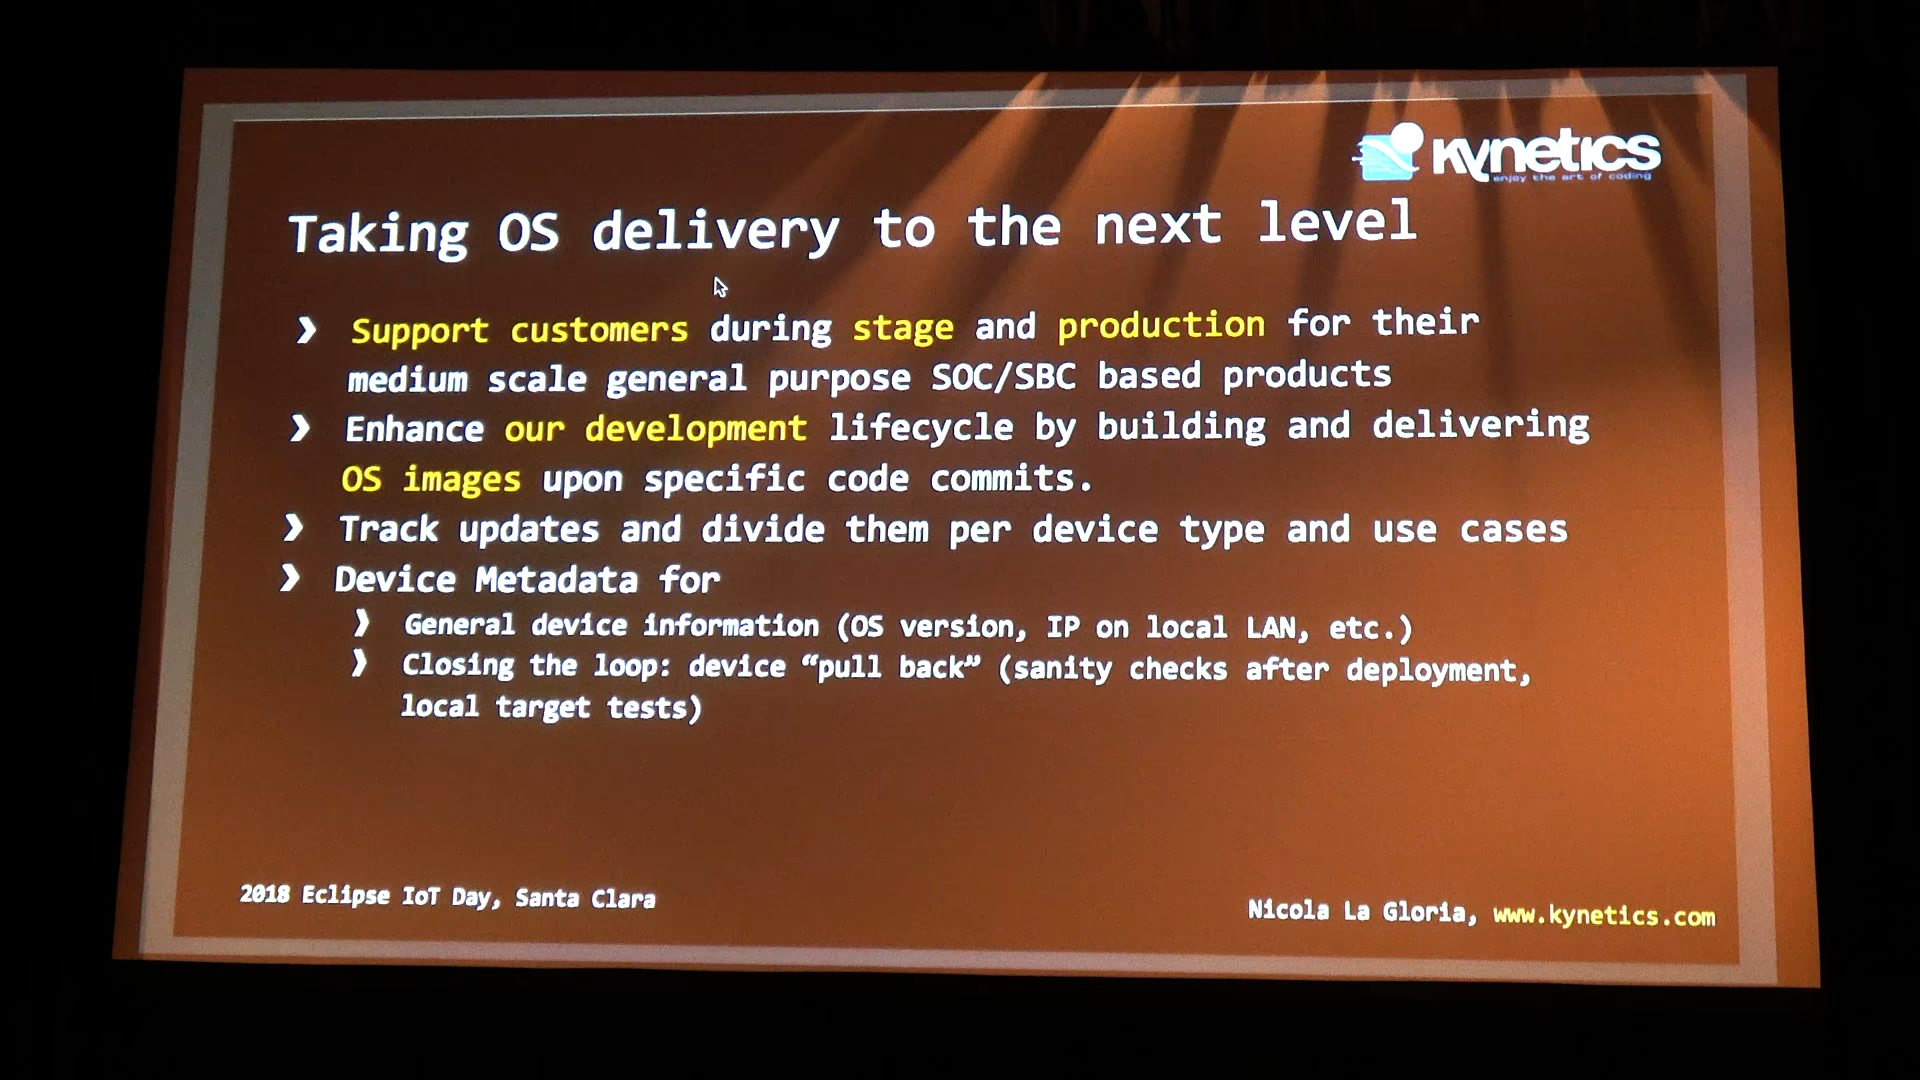 kynetics
enjoy the art of coding
Taking OS delivery to the next level
❯ Support customers during stage and production for their
medium scale general purpose SOC/SBC based products
❯ Enhance our development lifecycle by building and delivering
OS images upon specific code commits.
❯ Track updates and divide them per device type and use cases
❯ Device Metadata for
❯ General device information (OS version, IP on local LAN, etc.)
❯ Closing the loop: device “pull back” (sanity checks after deployment,
local target tests)
2018 Eclipse IoT Day, Santa Clara
Nicola La Gloria, www.kynetics.com